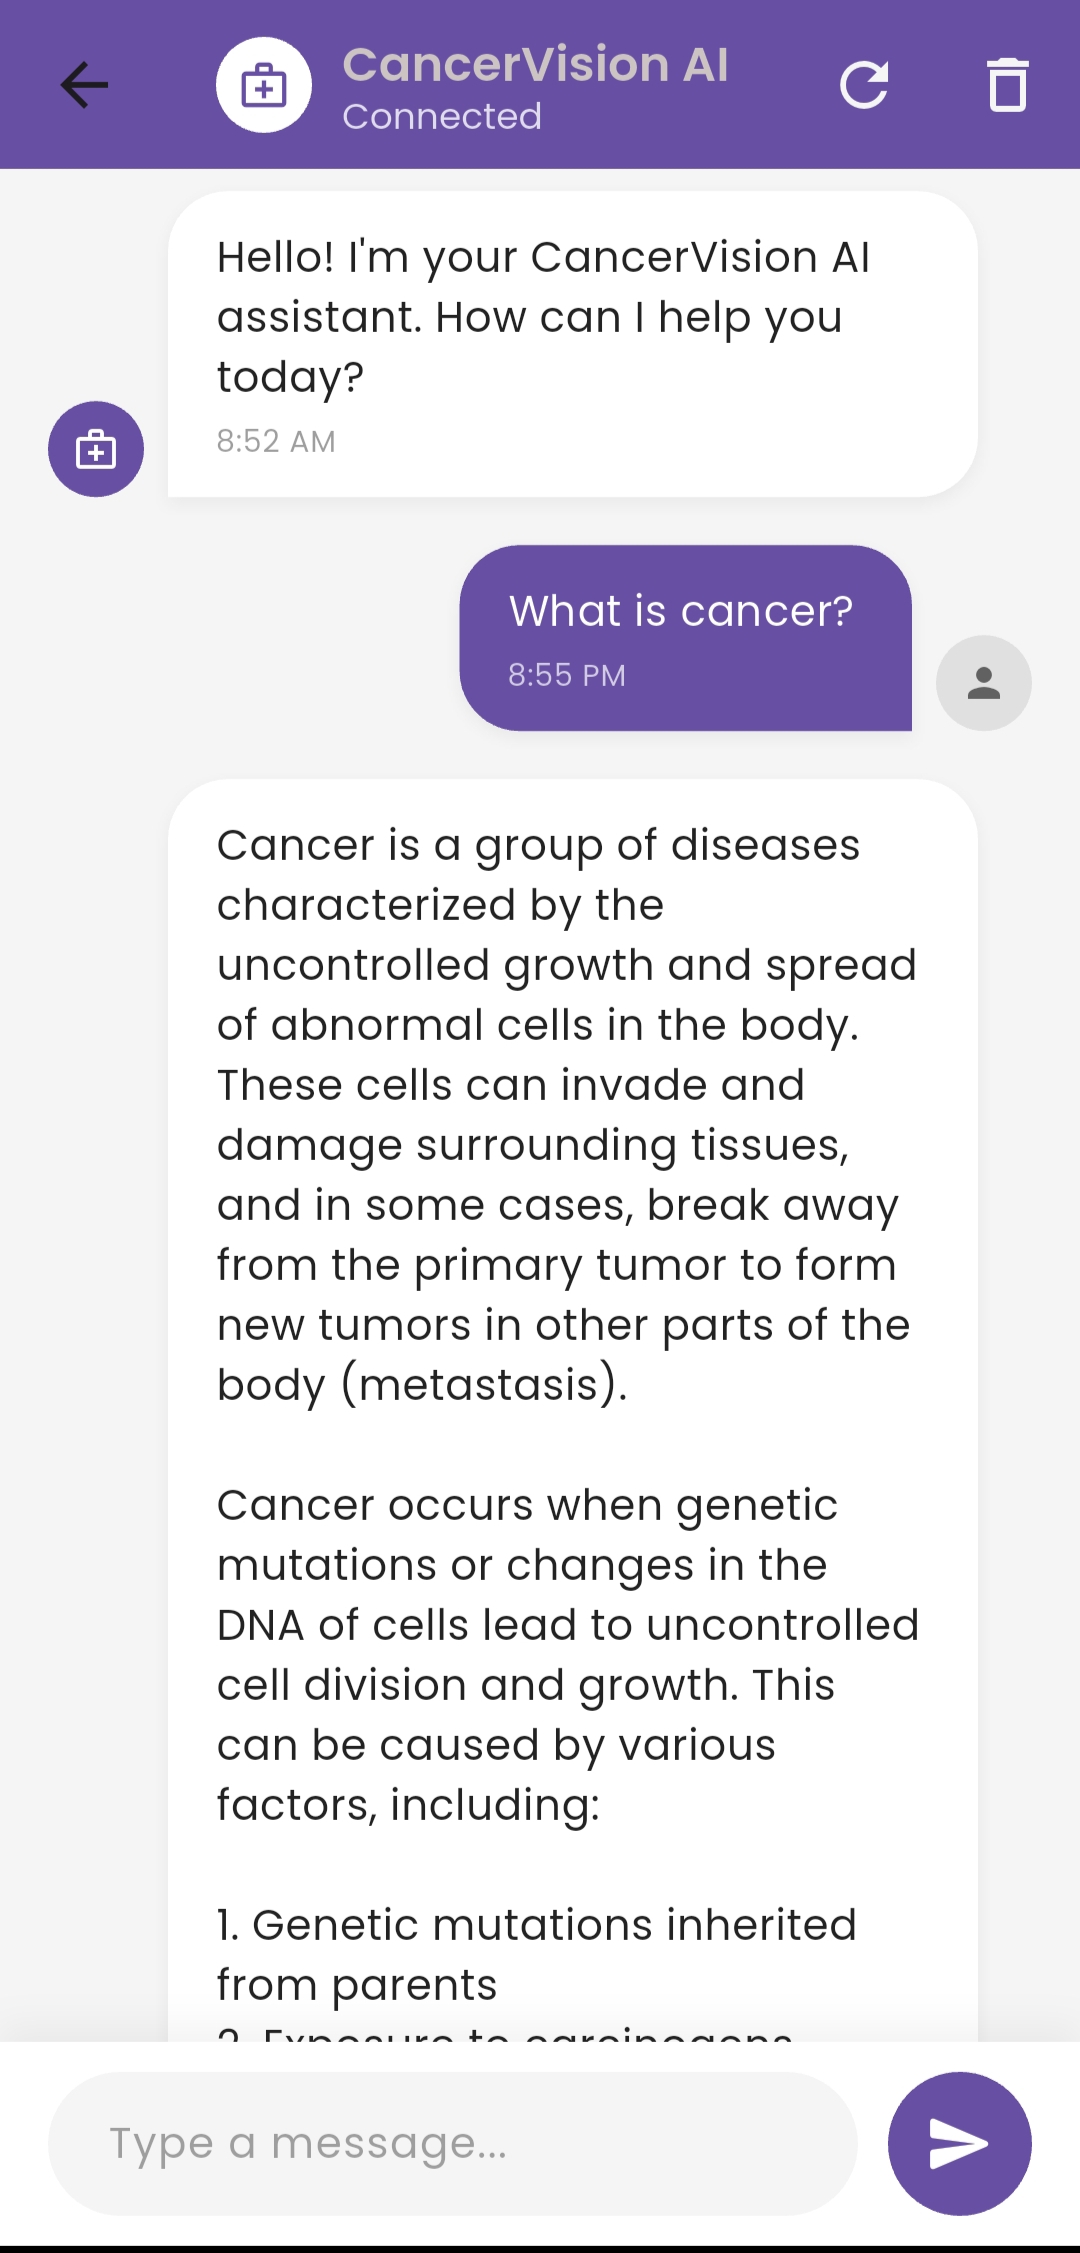 CancerVision AI
Connected
Hello! I'm your CancerVision AI
assistant. How can I help you
today?
8:52 AM
What is cancer?
8:55 PM
Cancer is a group of diseases
characterized by the
uncontrolled growth and spread
of abnormal cells in the body.
These cells can invade and
damage surrounding tissues,
and in some cases, break away
from the primary tumor to form
new tumors in other parts of the
body (metastasis).
Cancer occurs when genetic
mutations or changes in the
DNA of cells lead to uncontrolled
cell division and growth. This
can be caused by various
factors, including:
1. Genetic mutations inherited
from parents
2. Exposure to carcinogens
Type a message...